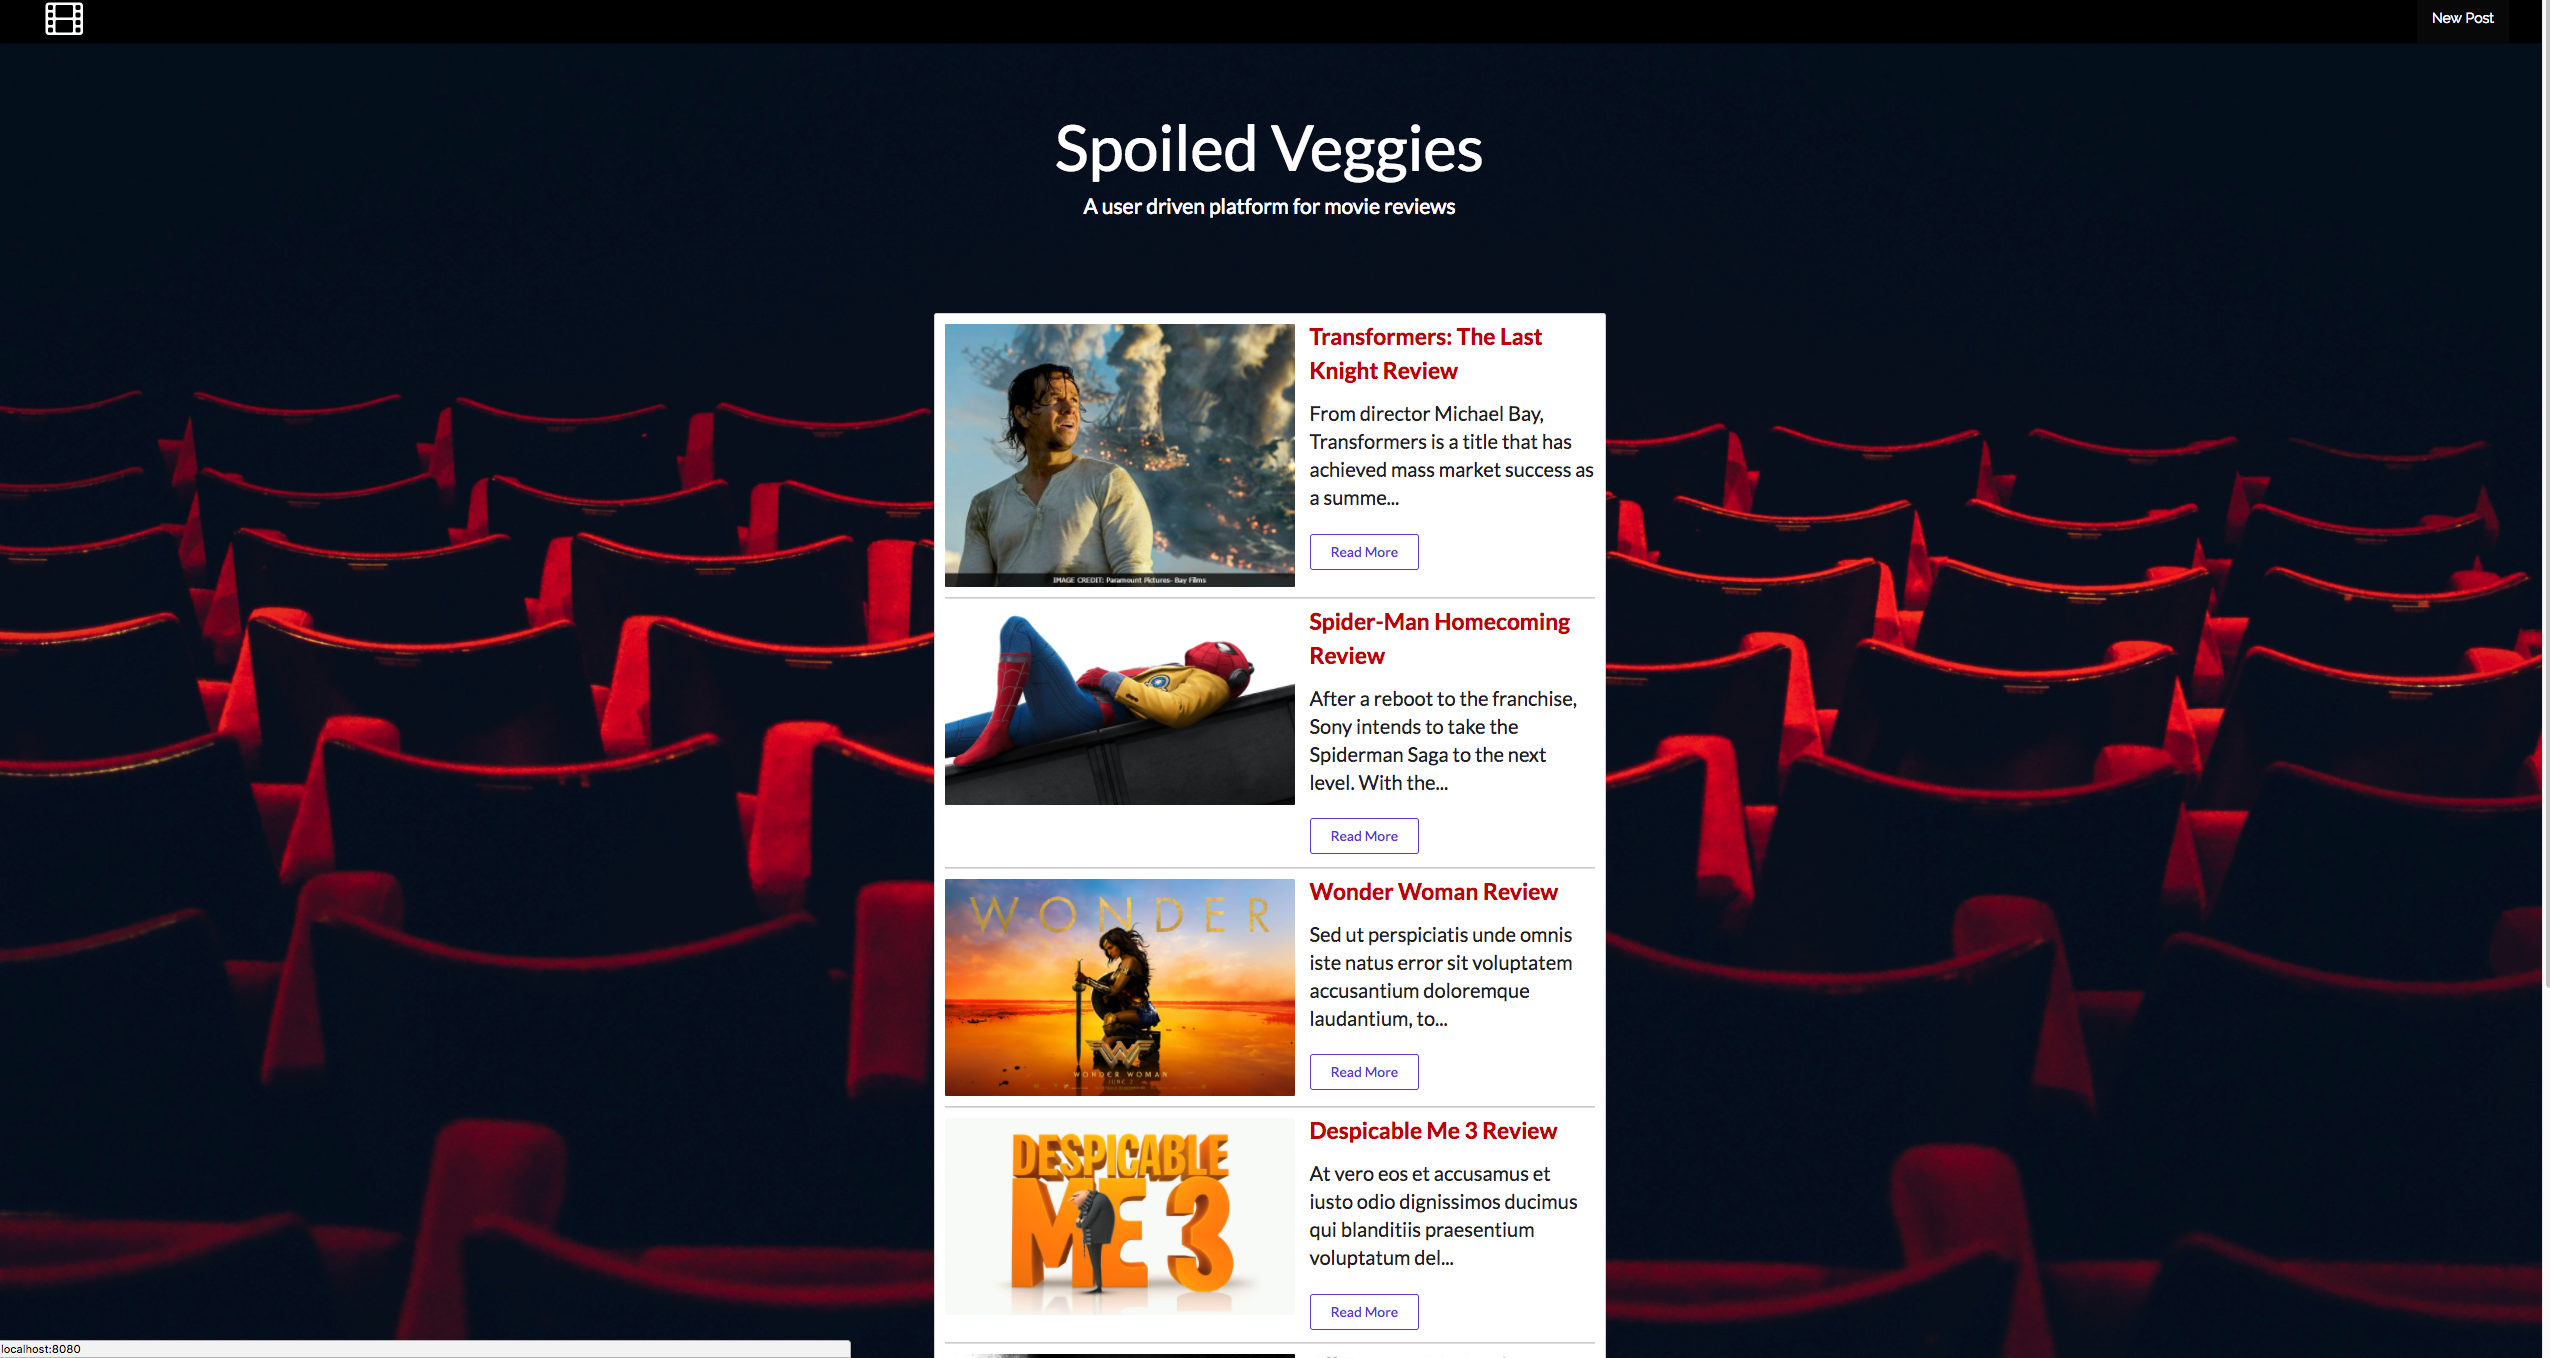 New Post
Spoiled Veggies
A user driven platform for movie reviews
Transformers: The Last
Knight Review
From director Michael Bay,
Transformers is a title that has
achieved mass market success as
a summe...
Read More
IMAGE CREDIT: Paramount Pictures- Bay Films
Spider-Man Homecoming
Review
After a reboot to the franchise,
Sony intends to take the
Spiderman Saga to the next
level. With the...
Read More
WONDER
WONDER WOMAN
JUNE 2
Wonder Woman Review
Sed ut perspiciatis unde omnis
iste natus error sit voluptatem
accusantium doloremque
laudantium, to...
Read More
DESPICABLE
ME 3
Despicable Me 3 Review
At vero eos et accusamus et
iusto odio dignissimos ducimus
qui blanditiis praesentium
voluptatum del...
Read More
localhost:8080